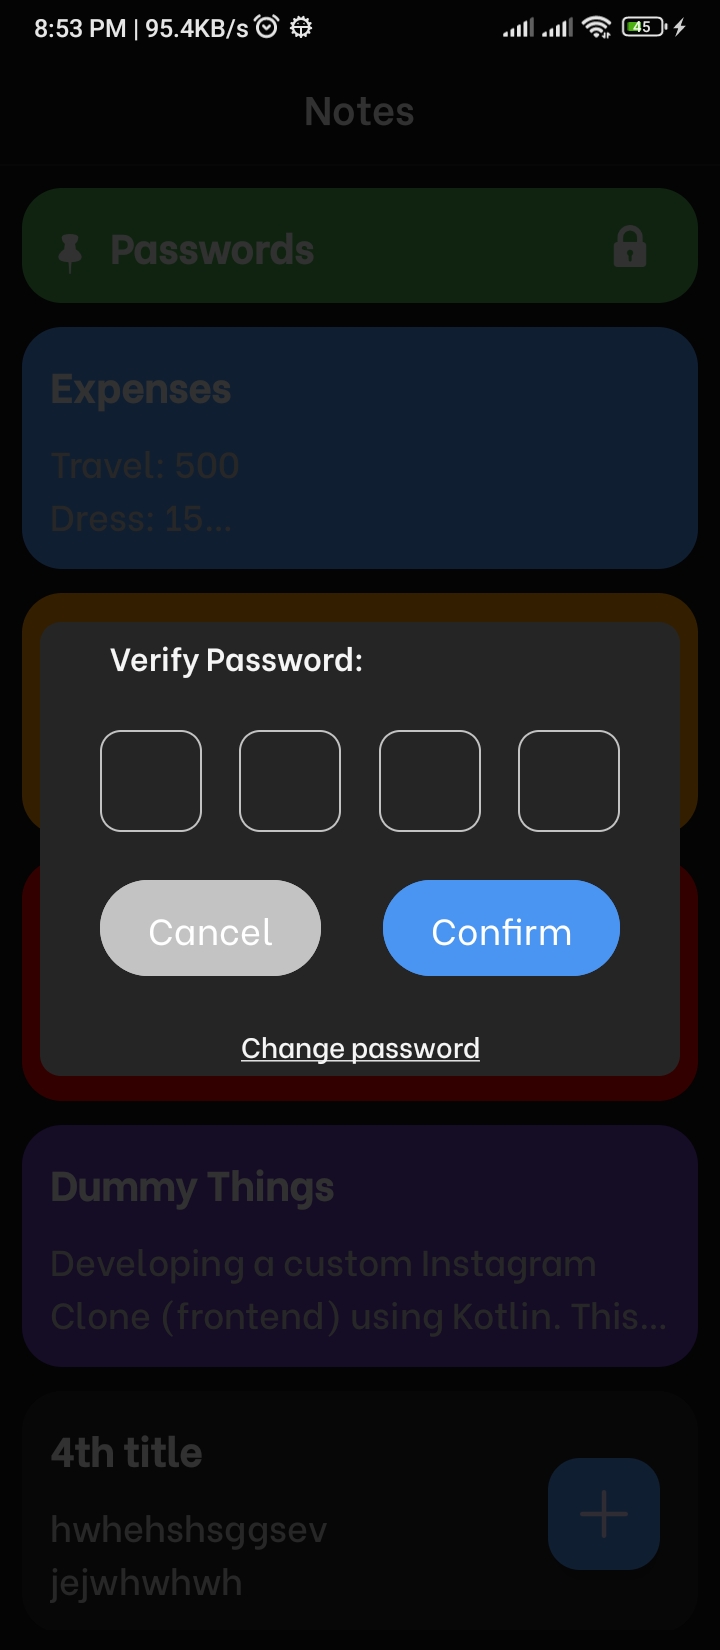 8:53 PM | 95.4KB/s
45
Notes
Passwords
Expenses
Travel: 500
Dress: 15...
Verify Password:
Cancel
Confirm
Change password
Dummy Things
Developing a custom Instagram
Clone (frontend) using Kotlin. This...
4th title
hwhehshsggsev
jejwhwhwh